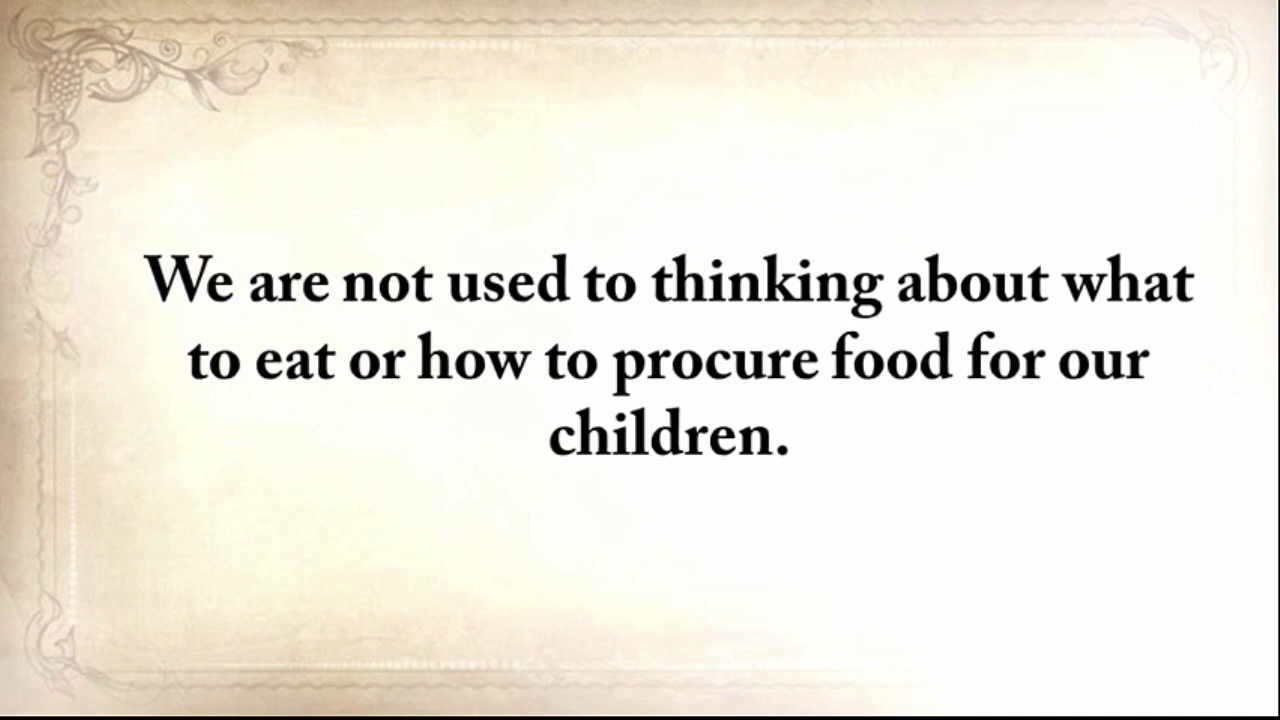 We are not used to thinking about what
to eat or how to procure food for our
children.